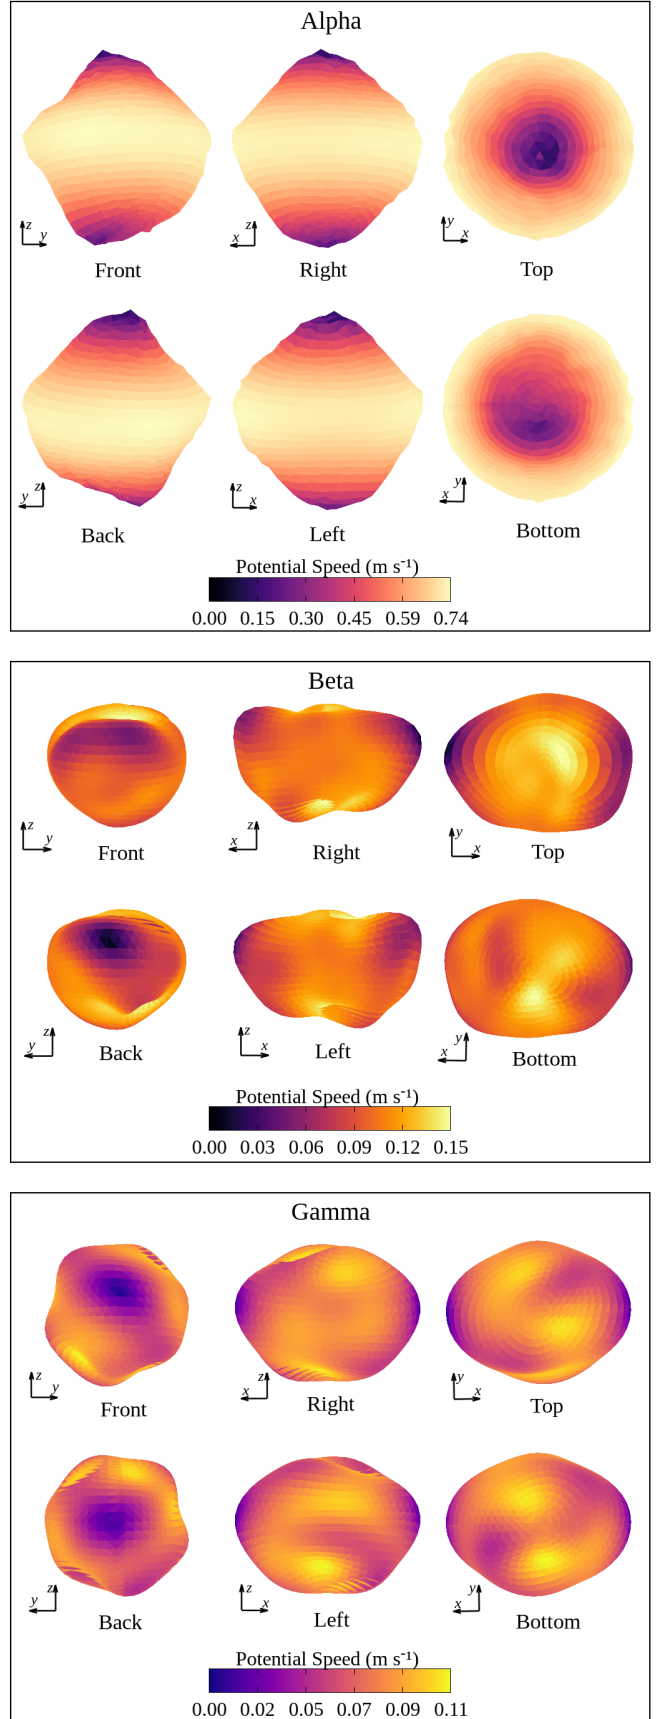 Alpha
z
y
Front
z
x
Right
y
x
Top
z
y
Back
z
x
Left
y
x
Bottom
Potential Speed (m s⁻¹)
0.00 0.15 0.30 0.45 0.59 0.74
Beta
z
y
Front
z
x
Right
y
x
Top
z
y
Back
z
x
Left
y
x
Bottom
Potential Speed (m s⁻¹)
0.00 0.03 0.06 0.09 0.12 0.15
Gamma
z
y
Front
z
x
Right
y
x
Top
z
y
Back
z
x
Left
y
x
Bottom
Potential Speed (m s⁻¹)
0.00 0.02 0.05 0.07 0.09 0.11